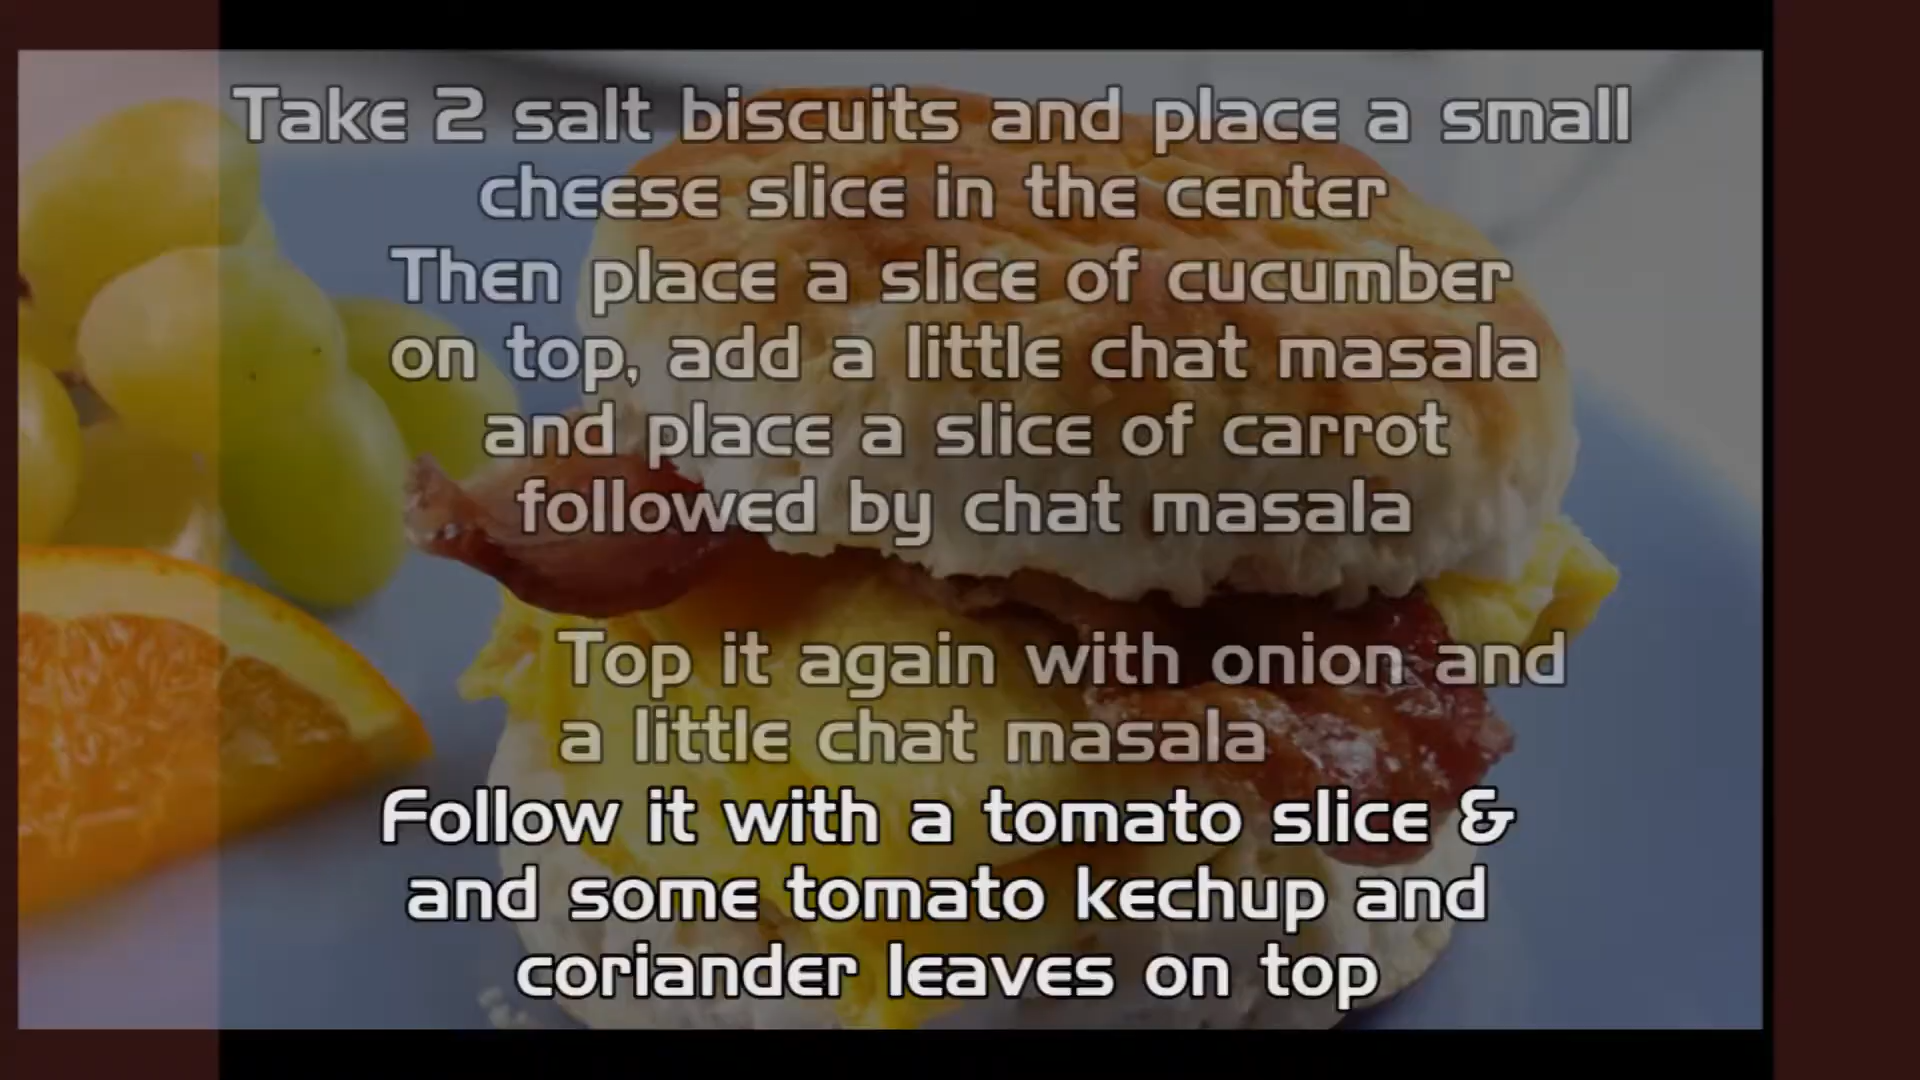 Take 2 salt biscuits and place a small
cheese slice in the center
Then place a slice of cucumber
on top, add a little chat masala
and place a slice of carrot
followed by chat masala
Top it again with onion and
a little chat masala
Follow it with a tomato slice &
and some tomato kechup and
coriander leaves on top